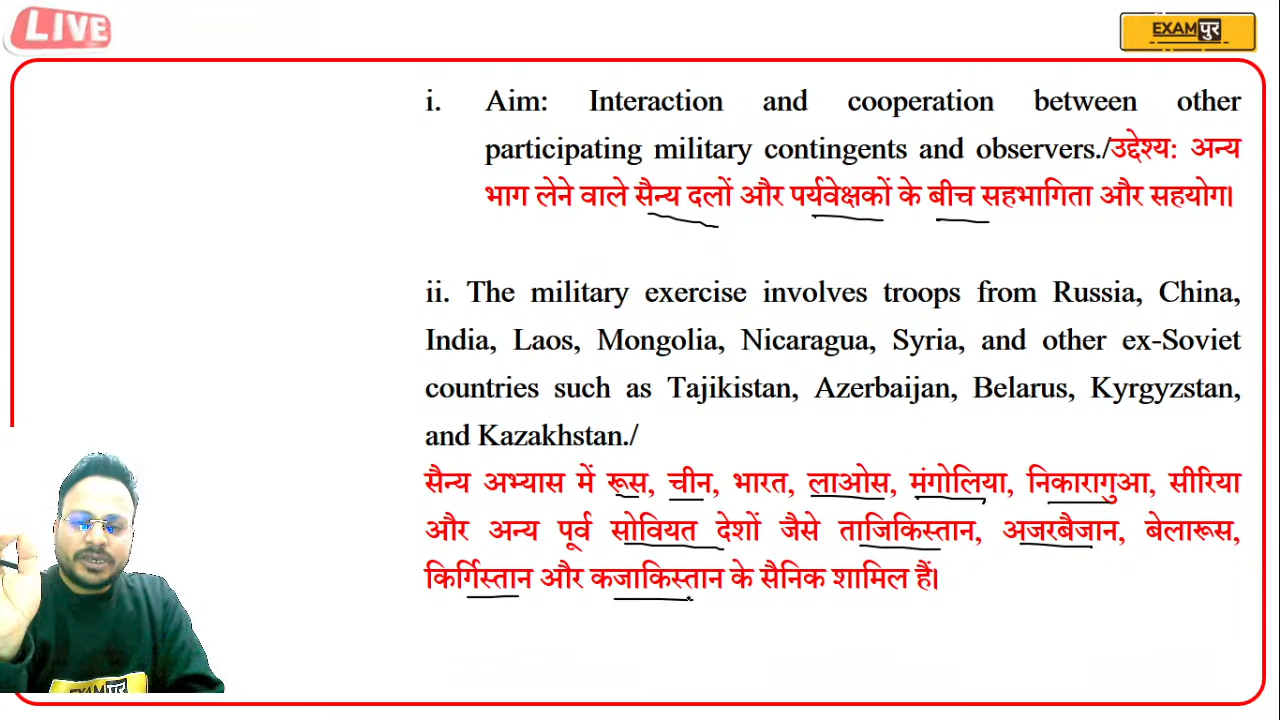 LIVE
EXAMपुर
i. Aim: Interaction and cooperation between other
participating military contingents and observers./उद्देश्य: अन्य
भाग लेने वाले सैन्य दलों और पर्यवेक्षकों के बीच सहभागिता और सहयोग।
ii. The military exercise involves troops from Russia, China,
India, Laos, Mongolia, Nicaragua, Syria, and other ex-Soviet
countries such as Tajikistan, Azerbaijan, Belarus, Kyrgyzstan,
and Kazakhstan./
सैन्य अभ्यास में रूस, चीन, भारत, लाओस, मंगोलिया, निकारागुआ, सीरिया
और अन्य पूर्व सोवियत देशों जैसे ताजिकिस्तान, अजरबैजान, बेलारूस,
किर्गिस्तान और कजाकिस्तान के सैनिक शामिल हैं।
EXAMपुर